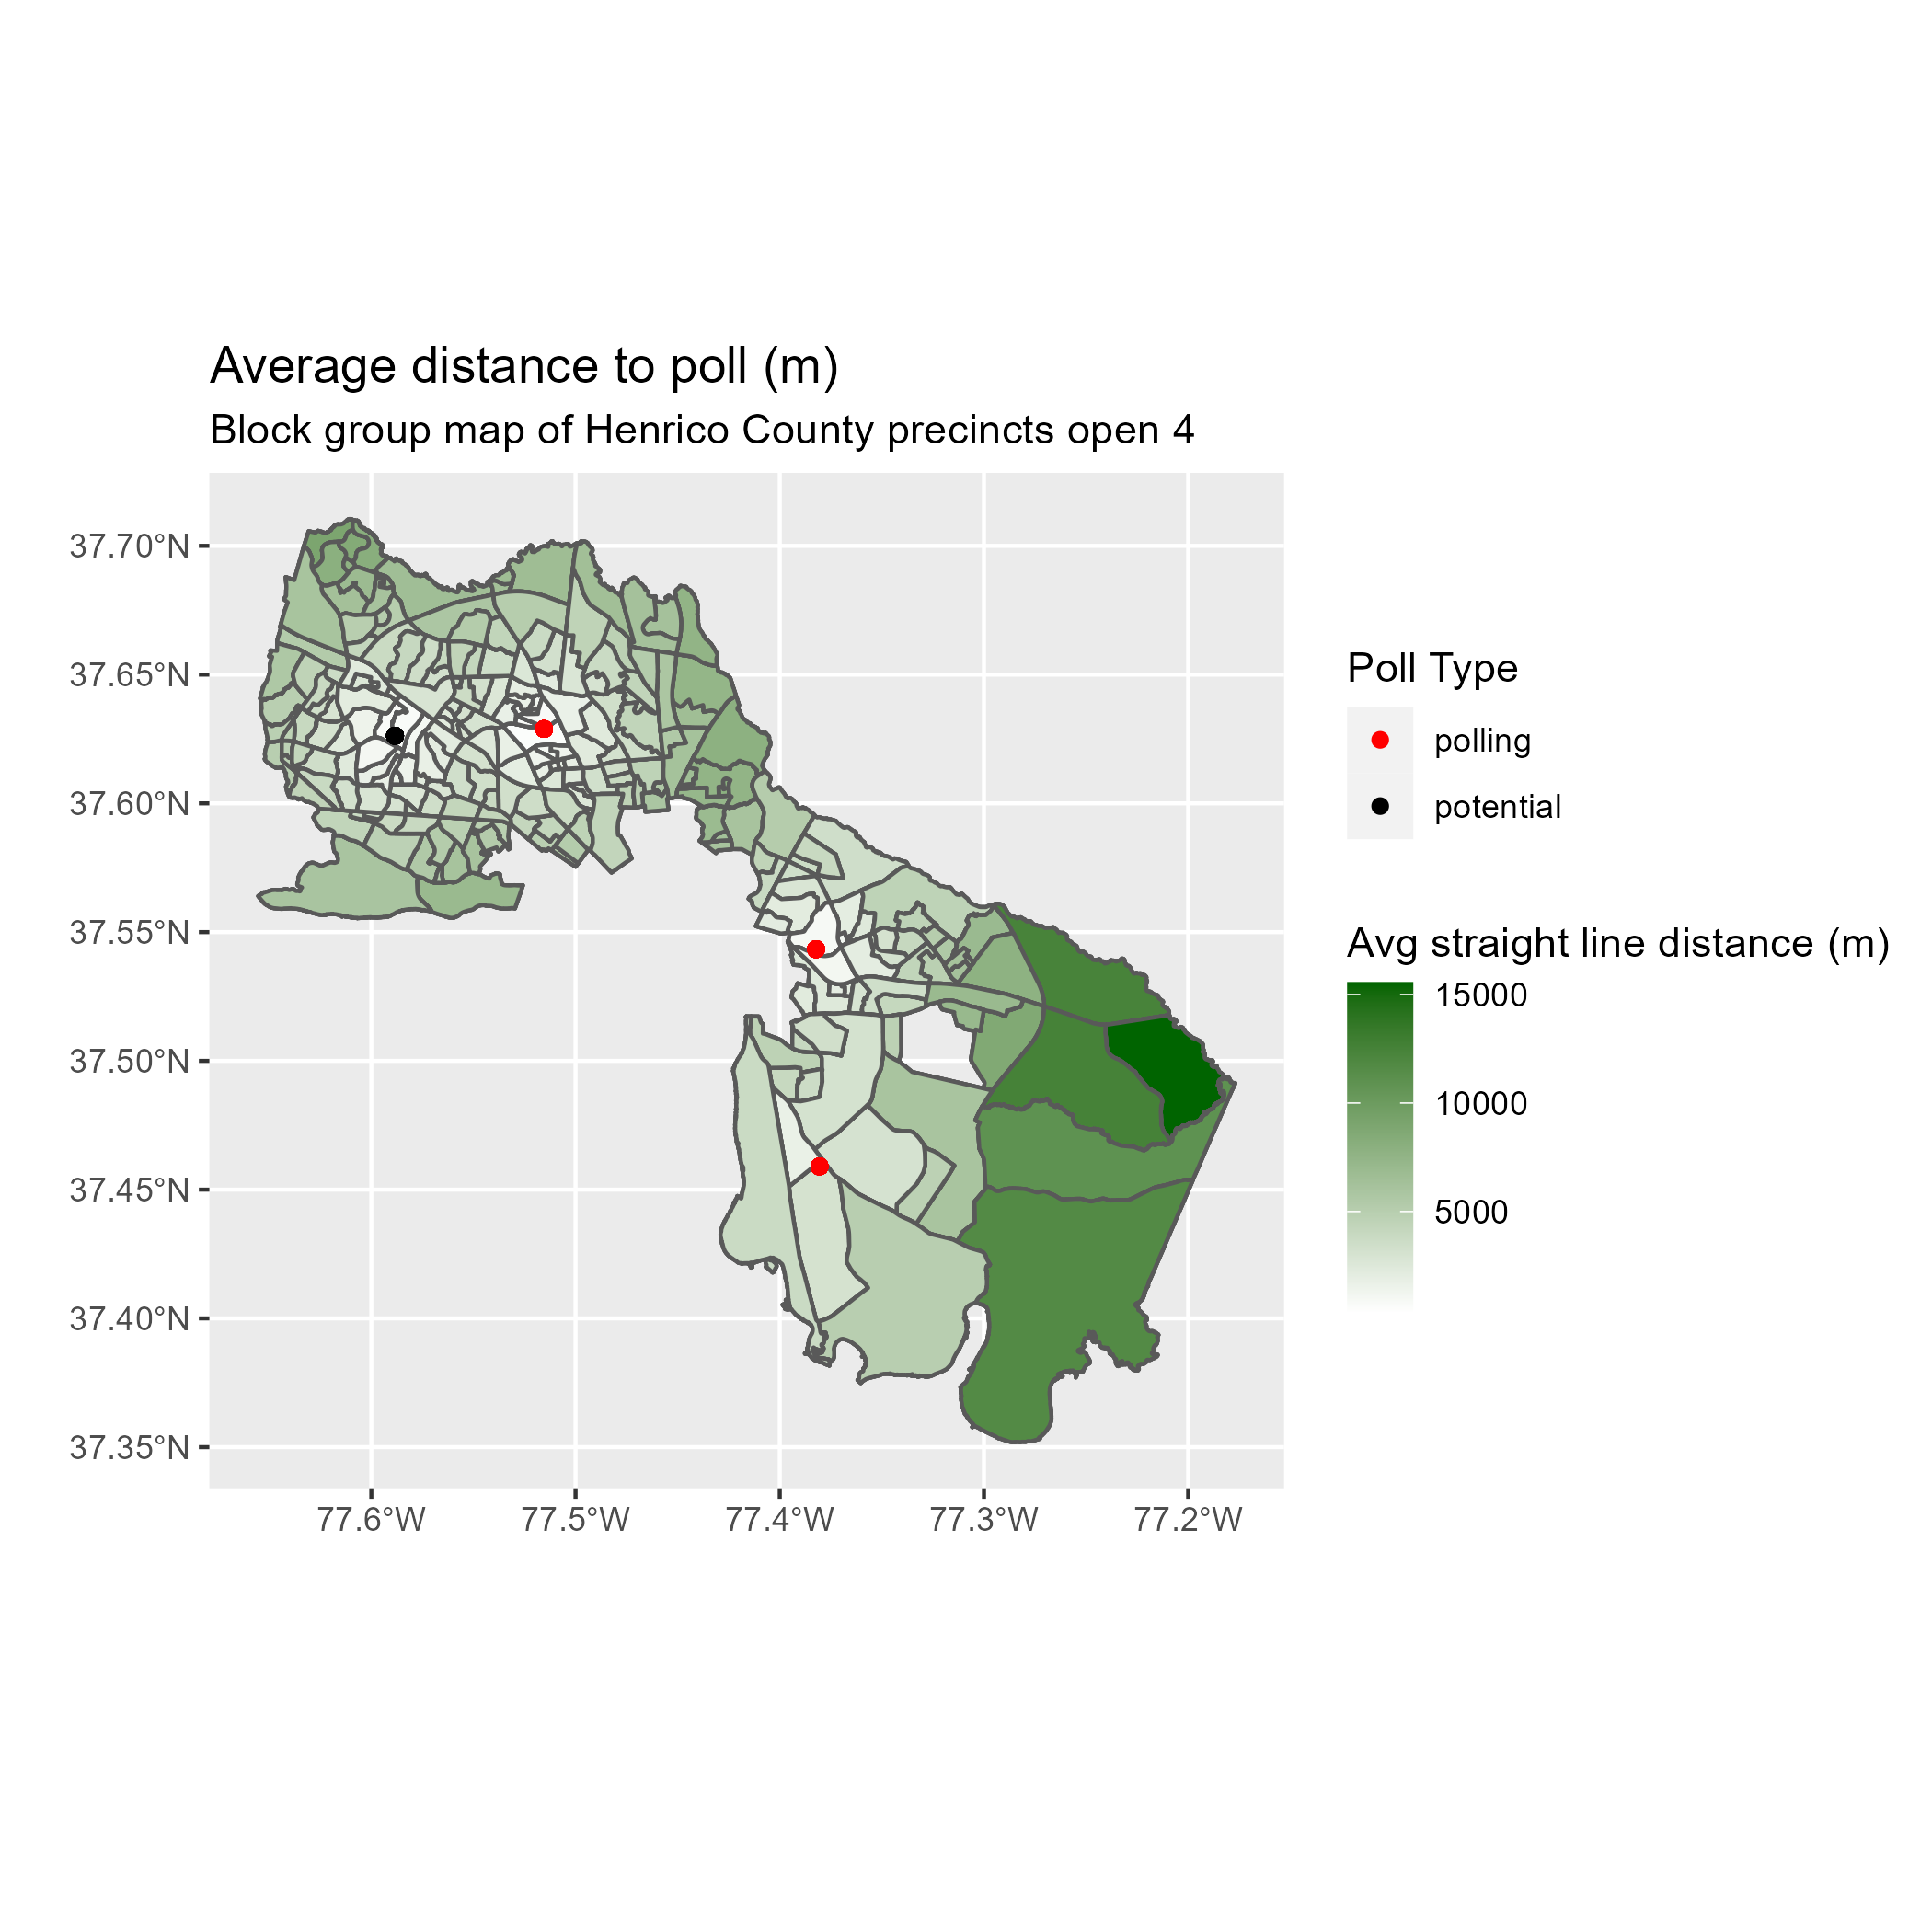 Average distance to poll (m)
Block group map of Henrico County precincts open 4
37.70°N
37.65°N
37.60°N
37.55°N
37.50°N
37.45°N
37.40°N
37.35°N
77.6°W
77.5°W
77.4°W
77.3°W
77.2°W
Poll Type
polling
potential
Avg straight line distance (m)
15000
10000
5000